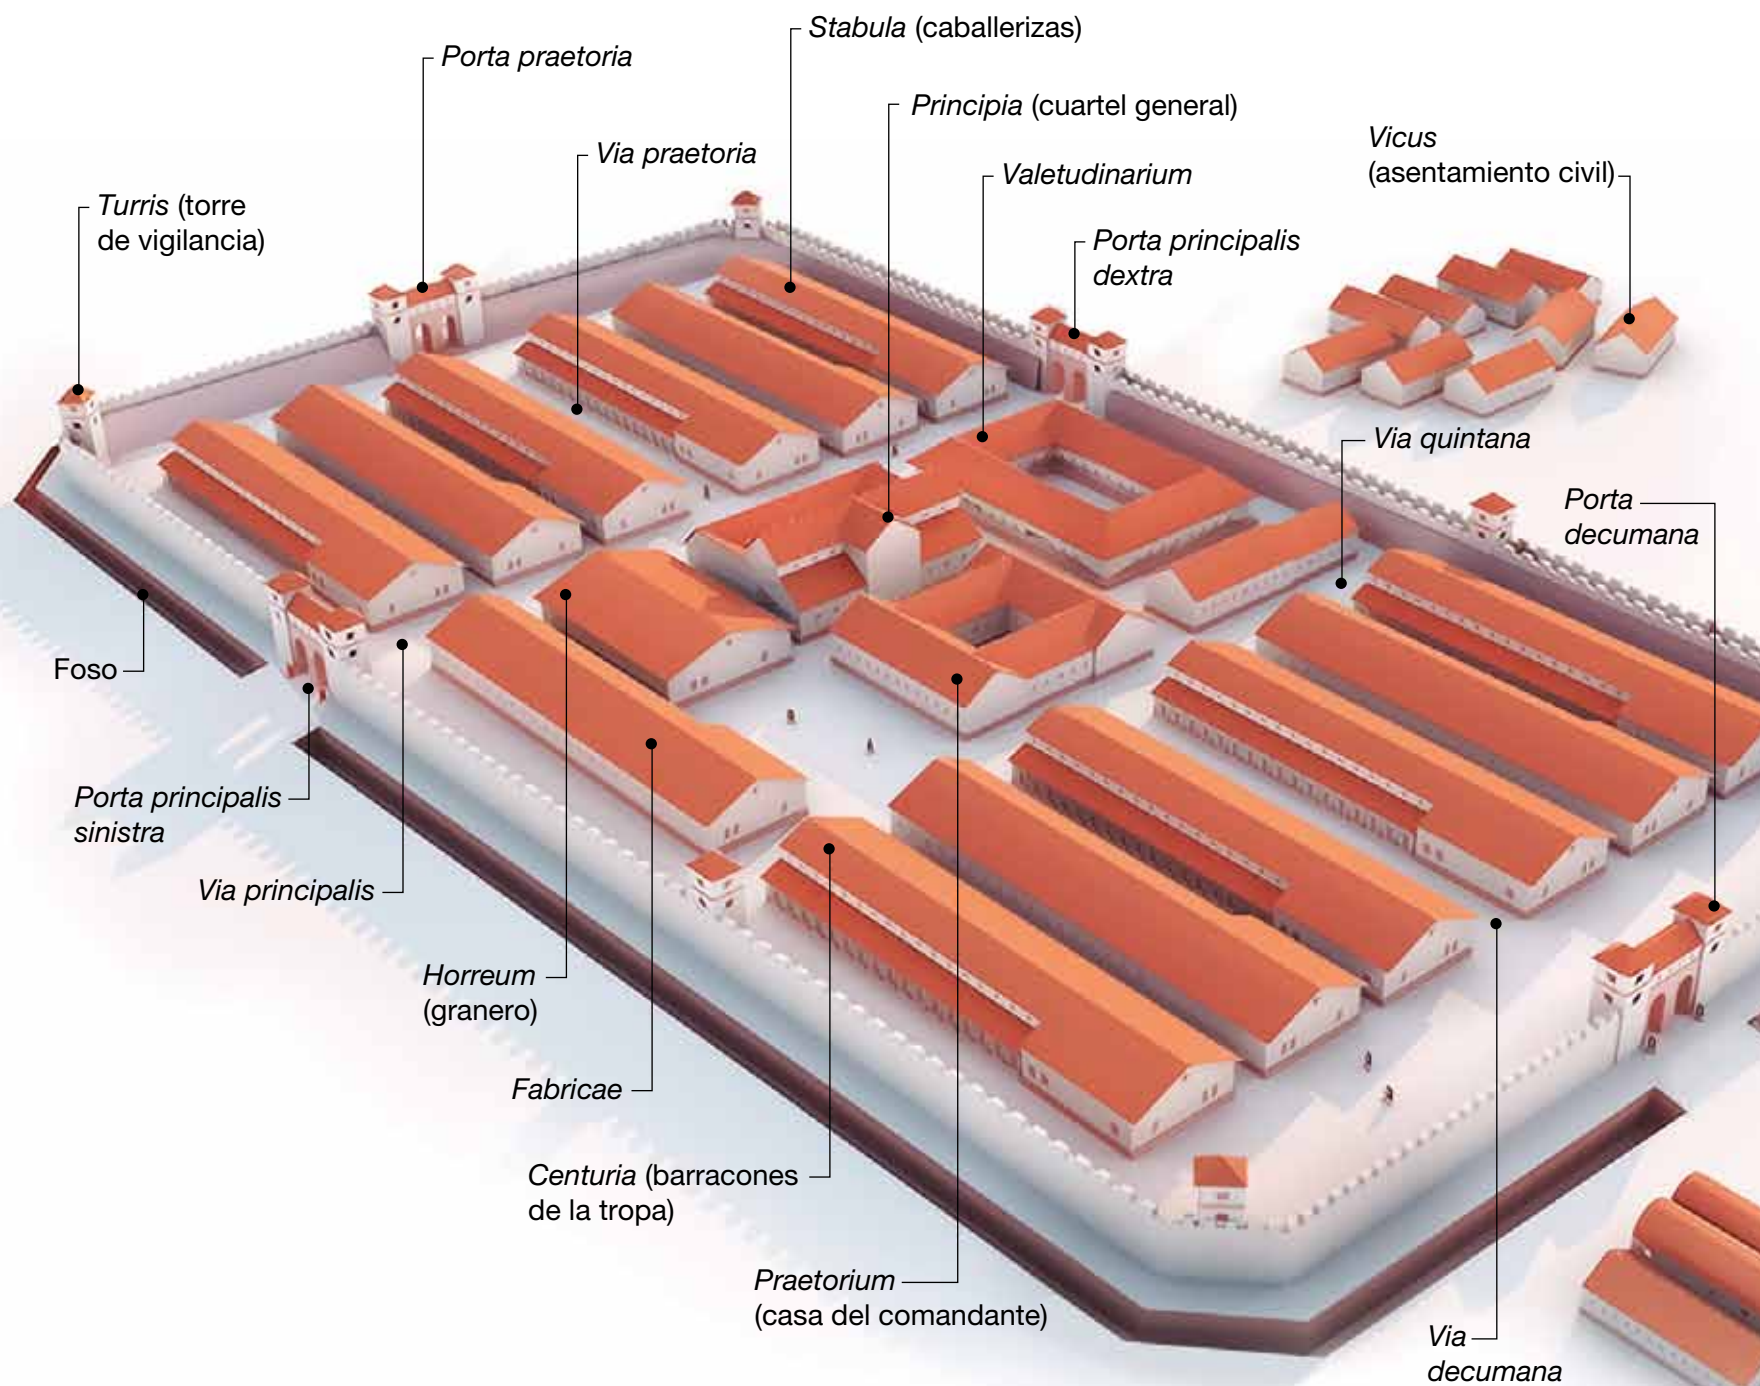 Stabula (caballerizas)
Porta praetoria
Principia (cuartel general)
Vicus
(asentamiento civil)
Via praetoria
Valetudinarium
Turris (torre
de vigilancia)
Porta principalis
dextra
Via quintana
Porta
decumana
Foso
Porta principalis
sinistra
Via principalis
Horreum
(granero)
Fabricae
Centuria (barracones
de la tropa)
Praetorium
(casa del comandante)
Via
decumana